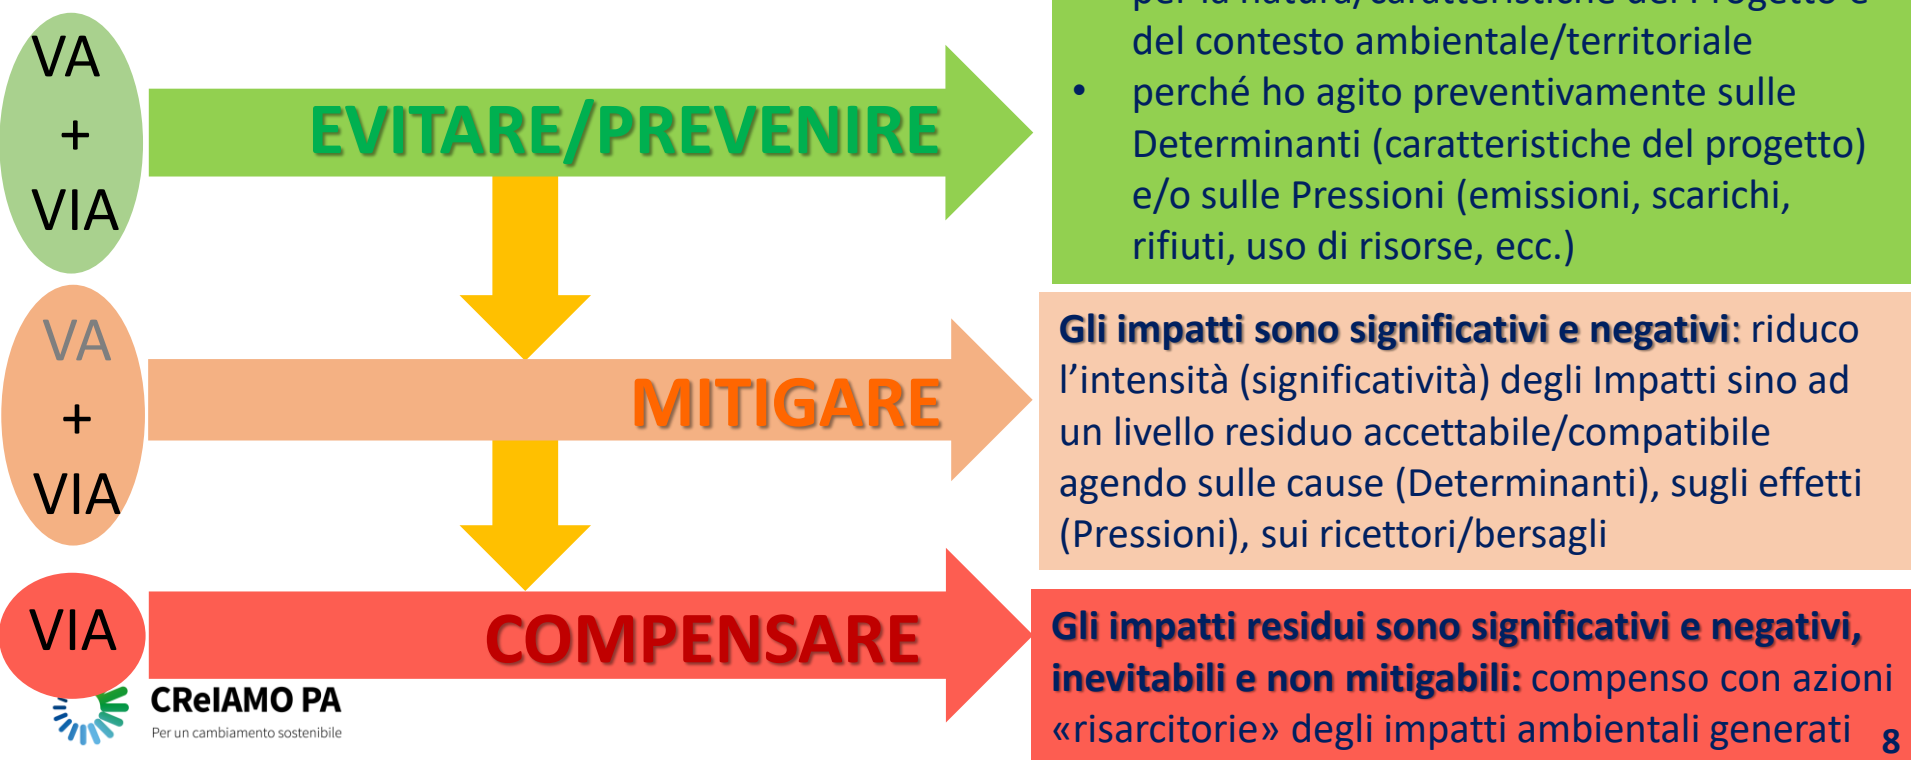 VA
+
VIA
EVITARE/PREVENIRE
del contesto ambientale/territoriale
• perché ho agito preventivamente sulle
Determinanti (caratteristiche del progetto)
e/o sulle Pressioni (emissioni, scarichi,
rifiuti, uso di risorse, ecc.)
VA
+
VIA
MITIGARE
Gli impatti sono significativi e negativi: riduco
l’intensità (significatività) degli Impatti sino ad
un livello residuo accettabile/compatibile
agendo sulle cause (Determinanti), sugli effetti
(Pressioni), sui ricettori/bersagli
VIA
COMPENSARE
Gli impatti residui sono significativi e negativi,
inevitabili e non mitigabili: compenso con azioni
«risarcitorie» degli impatti ambientali generati
CReIAMO PA
Per un cambiamento sostenibile
8